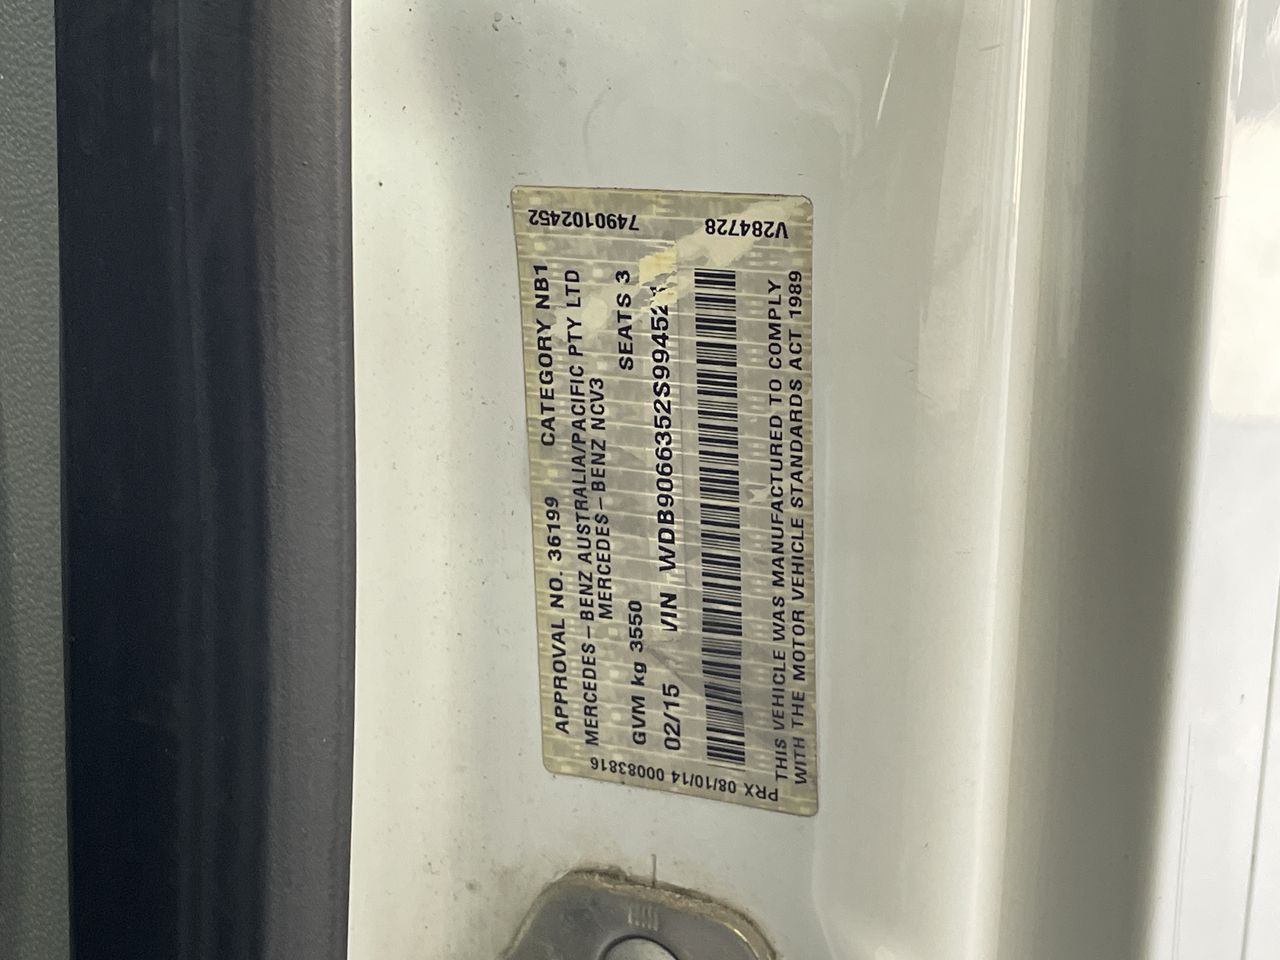 APPROVAL NO. 36199 CATEGORY NB1
MERCEDES-BENZ AUSTRALIA/PACIFIC PTY LTD
MERCEDES-BENZ NCV3
GVM kg 3550 SEATS 3
02/15 VIN
THIS VEHICLE WAS MANUFACTURED TO COMPLY
WITH THE MOTOR VEHICLE STANDARDS ACT 1989
7490102452
V284728
PRX 08/10/14 00083816